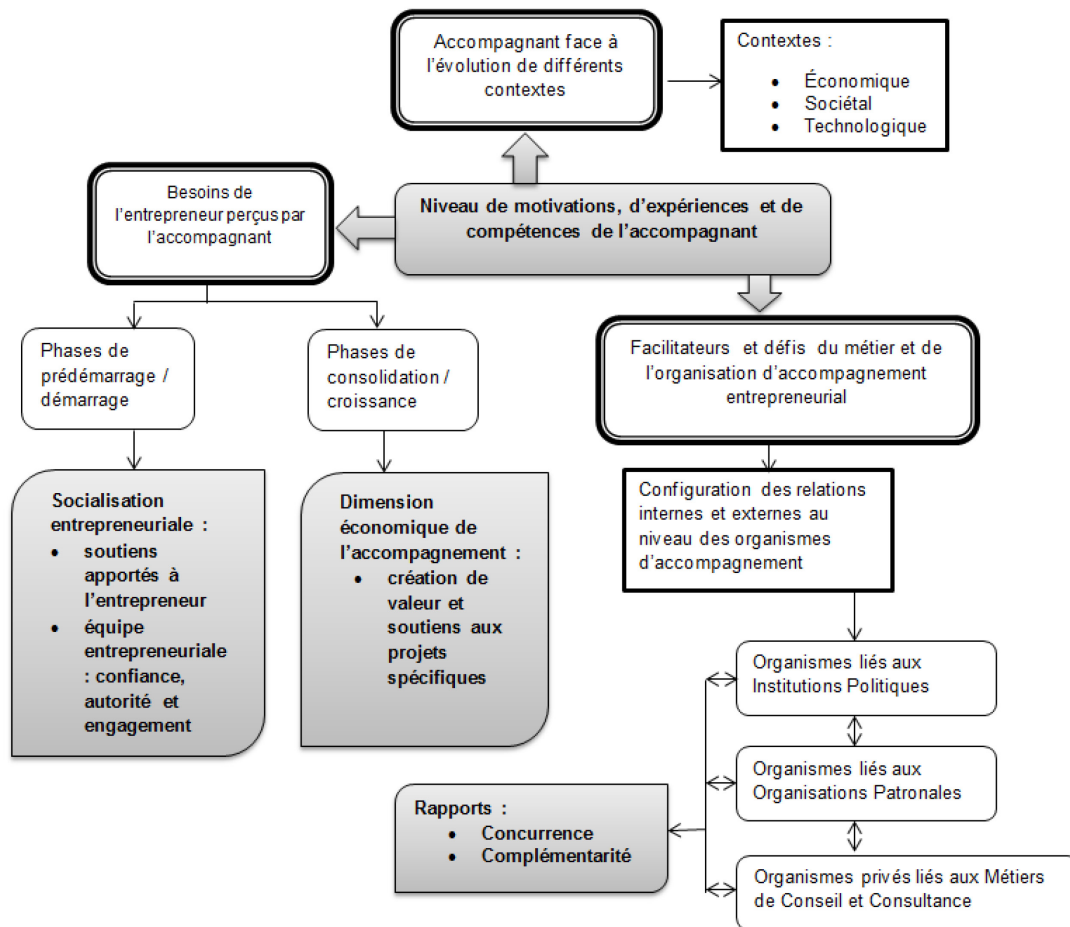 Accompagnant face à
l'évolution de différents
contextes
Contextes :
• Économique
• Sociétal
• Technologique
Besoins de
l'entrepreneur perçus par
l'accompagnant
Niveau de motivations, d'expériences et de
compétences de l'accompagnant
Phases de
prédémarrage /
démarrage
Phases de
consolidation /
croissance
Facilitateurs et défis du métier et de
l'organisation d'accompagnement
entrepreneurial
Socialisation
entrepreneuriale :
• soutiens
apportés à
l'entrepreneur
• équipe
entrepreneuriale
: confiance,
autorité et
engagement
Dimension
économique de
l'accompagnement :
• création de
valeur et
soutiens aux
projets
spécifiques
Configuration des relations
internes et externes au
niveau des organismes
d'accompagnement
Organismes liés aux
Institutions Politiques
Organismes liés aux
Organisations Patronales
Rapports :
• Concurrence
• Complémentarité
Organismes privés liés aux Métiers
de Conseil et Consultance